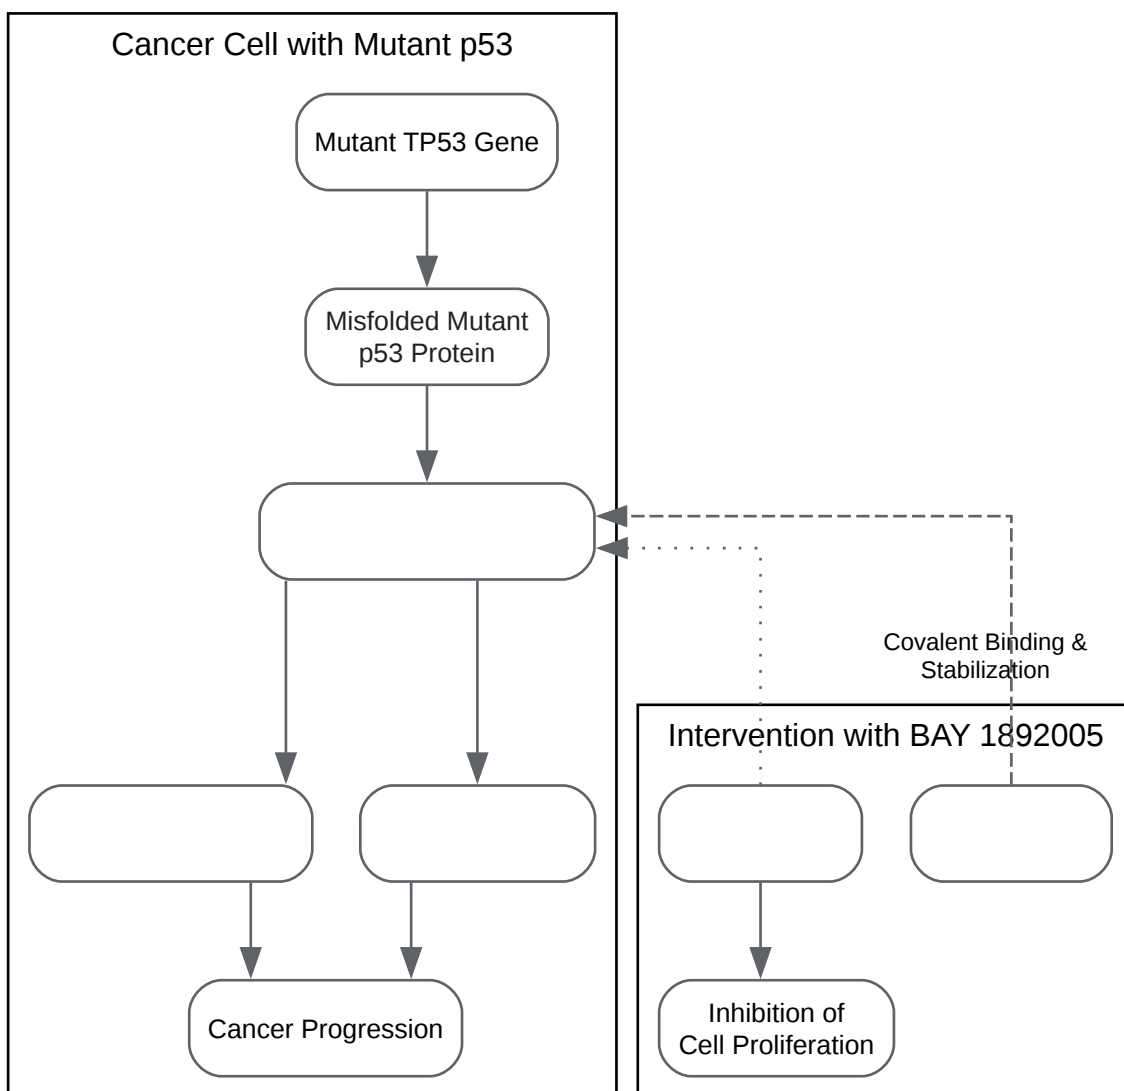 Cancer Cell with Mutant p53
Mutant TP53 Gene
Misfolded Mutant
p53 Protein
Covalent Binding &
Stabilization
Intervention with BAY 1892005
Cancer Progression
Inhibition of
Cell Proliferation